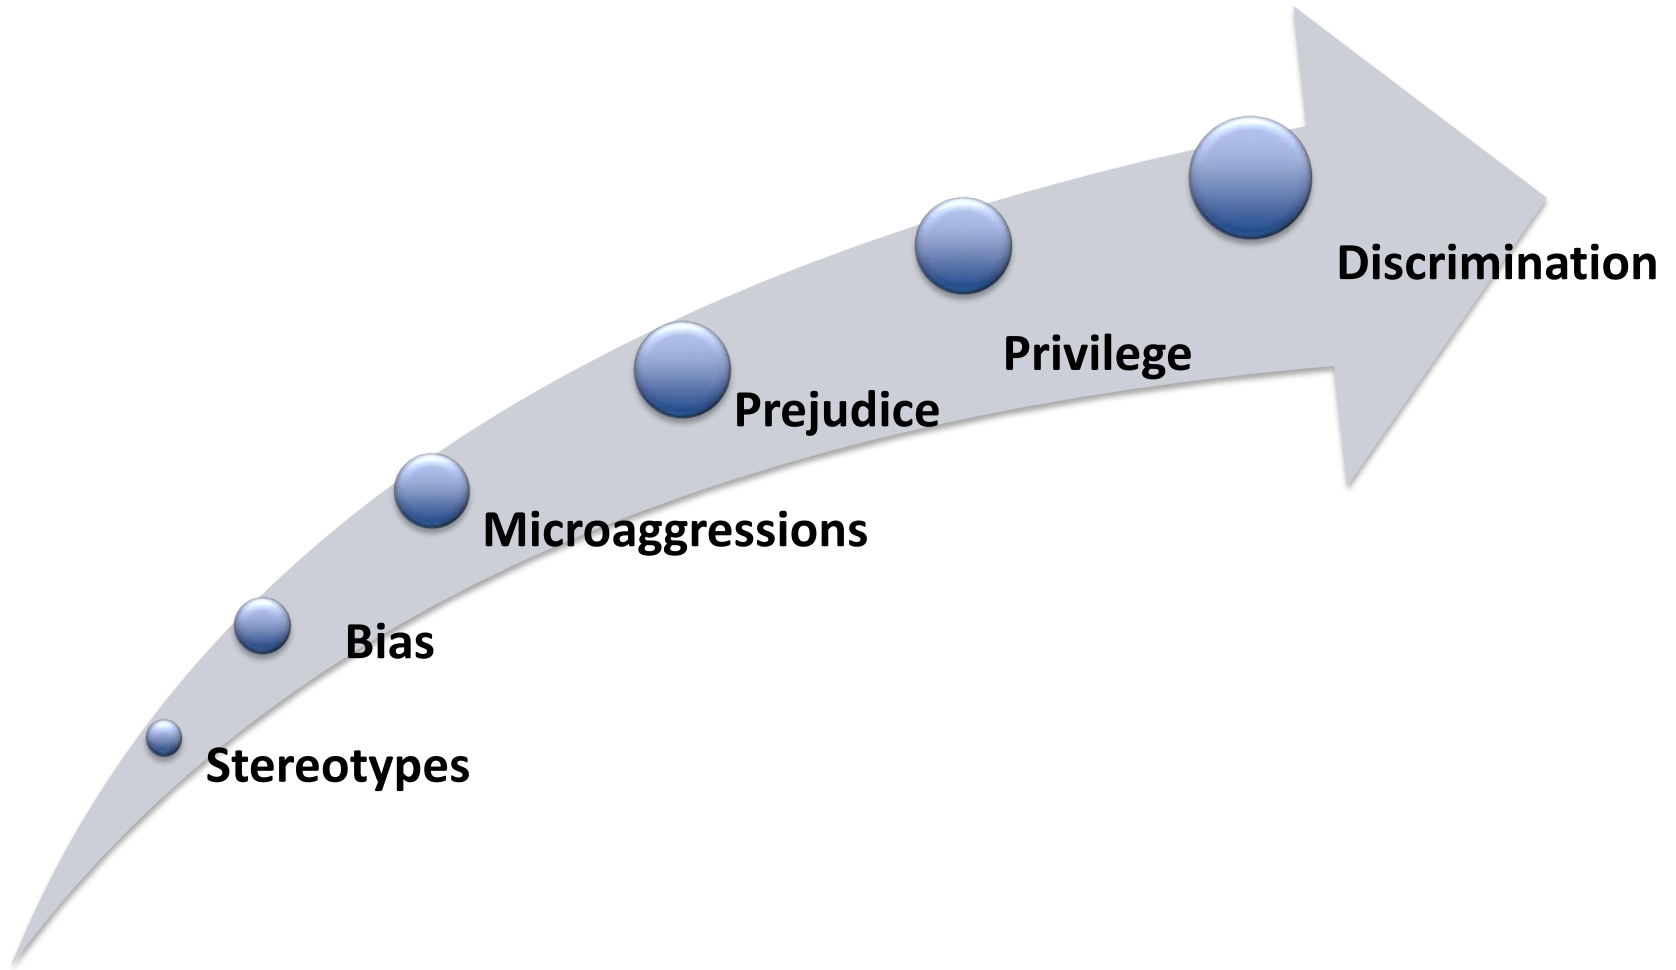 Discrimination
Privilege
Prejudice
Microaggressions
Bias
Stereotypes